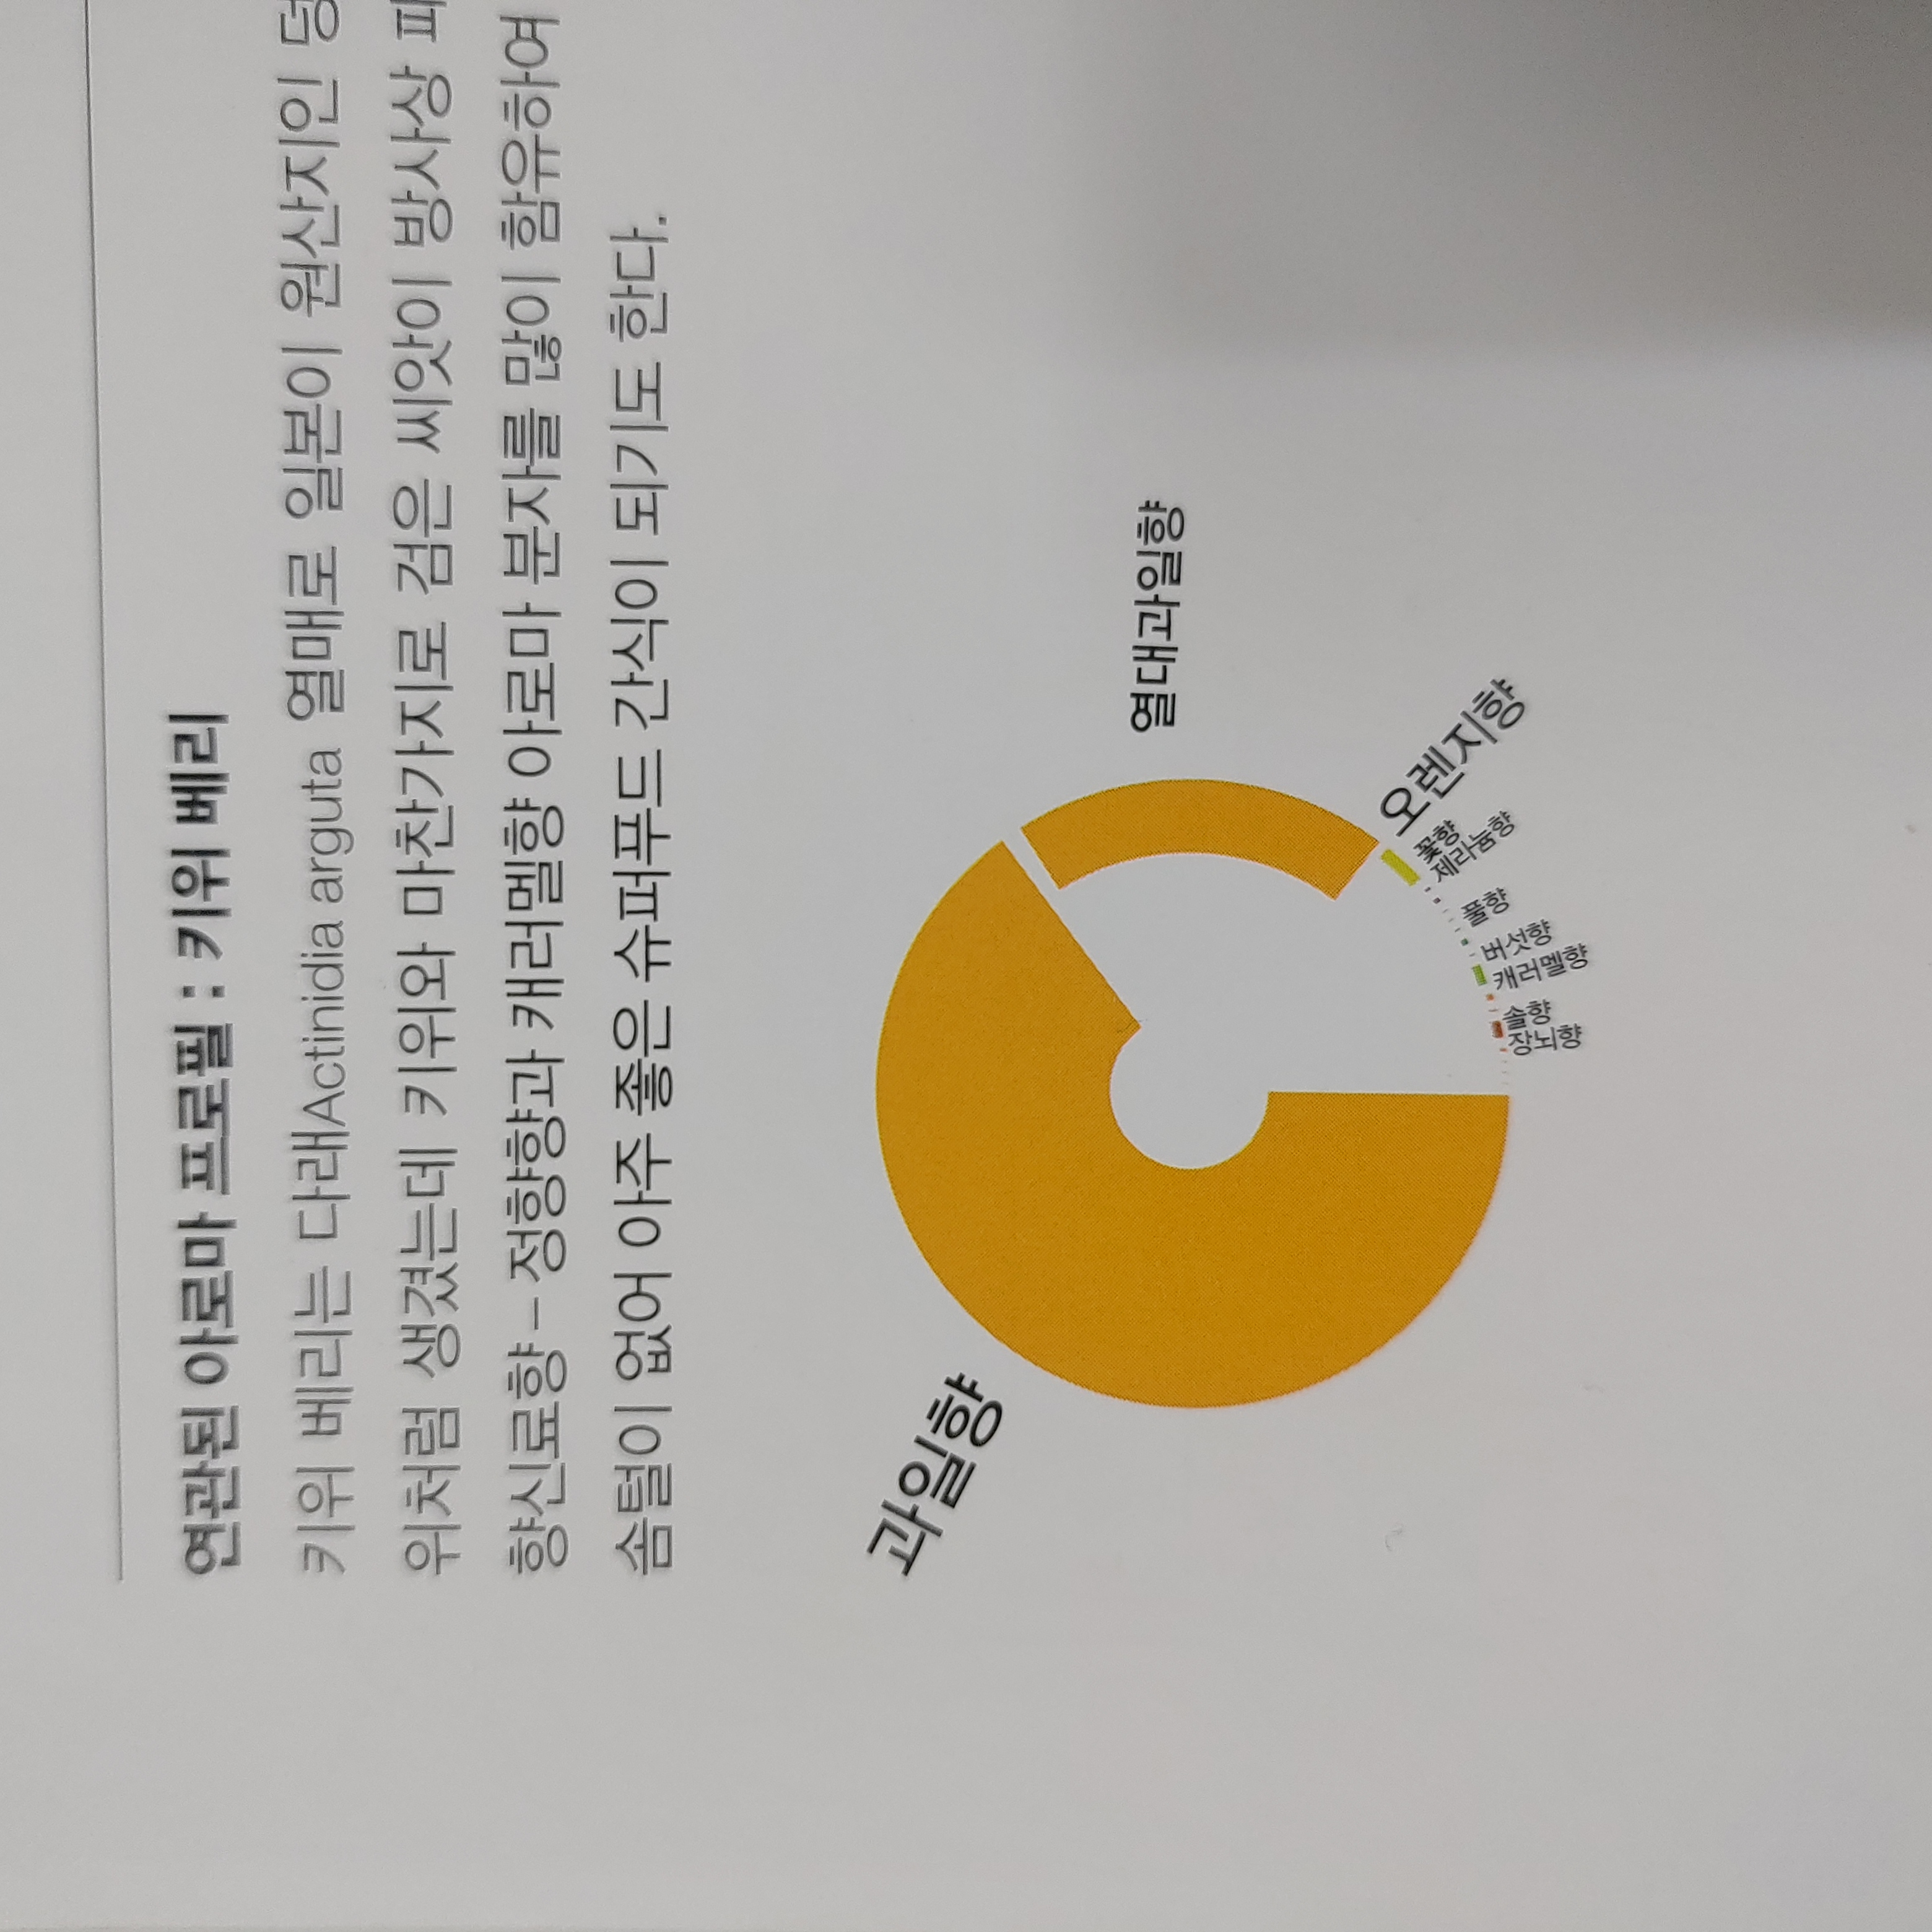 연관된 아로마 프로필 : 키위 베리
키위 베리는 다래Actinidia arguta 열매로 일본이 원산지인
위처럼 생겼는데 키위와 마찬가지로 검은 씨앗이 방사상
향신료향 – 정향향과 캐러멜향 아로마 분자를 많이 함유하여
솜털이 없어 아주 좋은 슈퍼푸드 간식이 되기도 한다.
과일향
열대과일향
오렌지향
꽃향
제라늄향
풀향
버섯향
캐러멜향
솔향
장뇌향